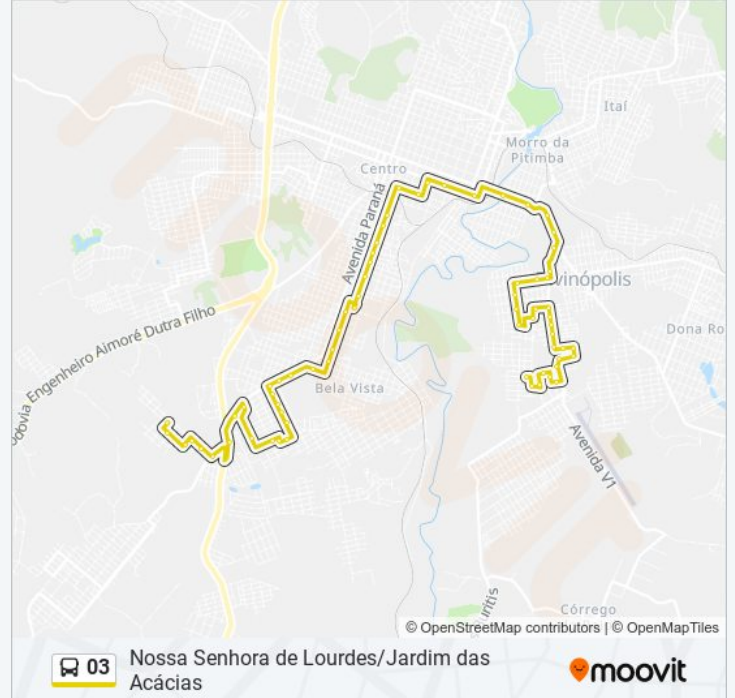 Itaí
Morro da
Pitimba
Centro
Avenida Paraná
vinópolis
odovia Engenheiro Aimoré Dutra Filho
Dona Ro
Bela Vista
Avenida V1
Córrego
© OpenStreetMap contributors | © OpenMapTiles
03
Nossa Senhora de Lourdes/Jardim das
Acácias
moovit